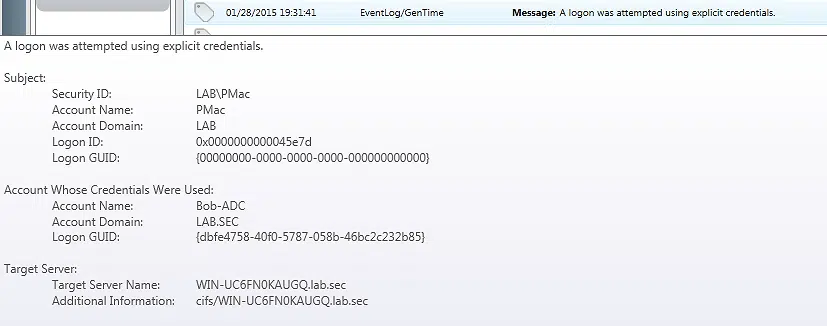 01/28/2015 19:31:41 EventLog/GenTime Message: A logon was attempted using explicit credentials.
A logon was attempted using explicit credentials.
Subject:
Security ID: LAB\PMac
Account Name: PMac
Account Domain: LAB
Logon ID: 0x0000000000045e7d
Logon GUID: {00000000-0000-0000-0000-000000000000}
Account Whose Credentials Were Used:
Account Name: Bob-ADC
Account Domain: LAB.SEC
Logon GUID: {dbfe4758-40f0-5787-058b-46bc2c232b85}
Target Server:
Target Server Name: WIN-UC6FN0KAUGQ.lab.sec
Additional Information: cifs/WIN-UC6FN0KAUGQ.lab.sec